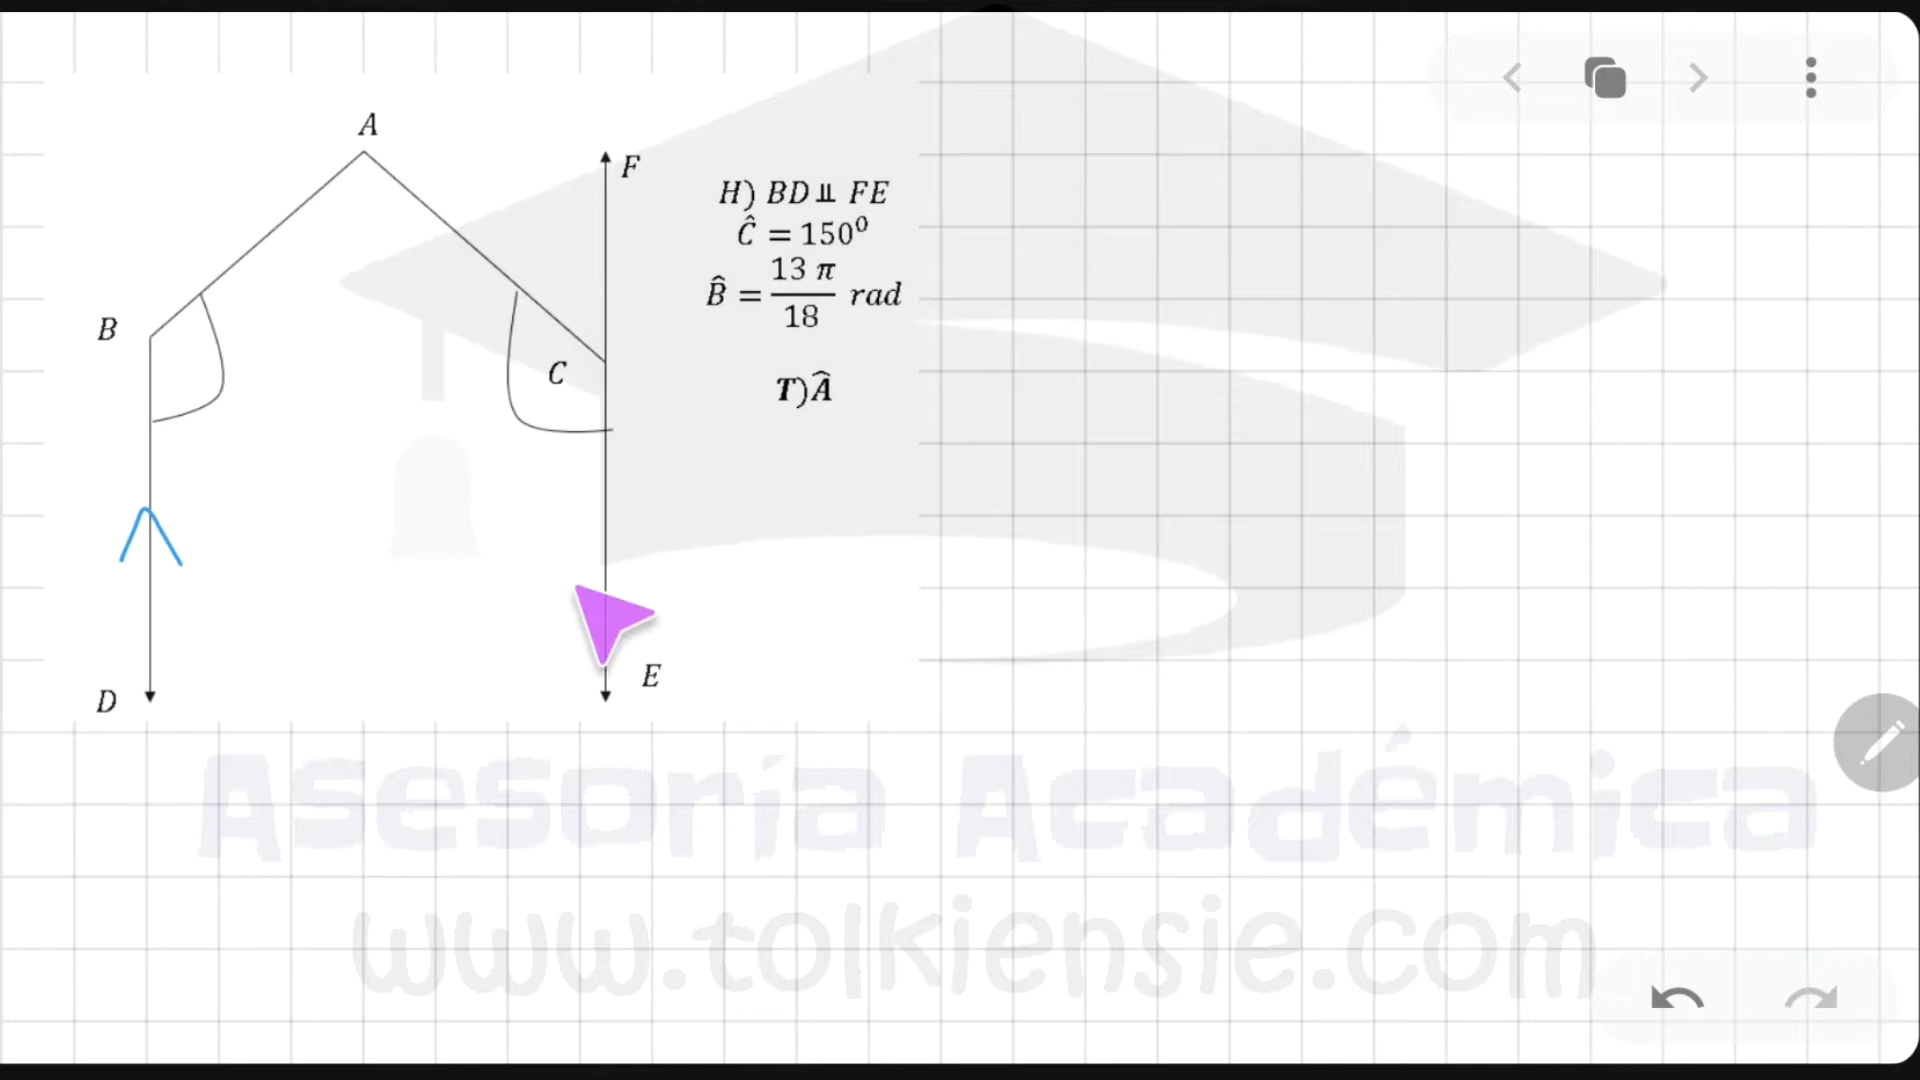 A
F
H) BD ⫫ FE
Ĉ = 150⁰
B̂ = 13 π / 18 rad
T) Â
B
C
E
D
Asesoría Académica
www.tolkiensie.com